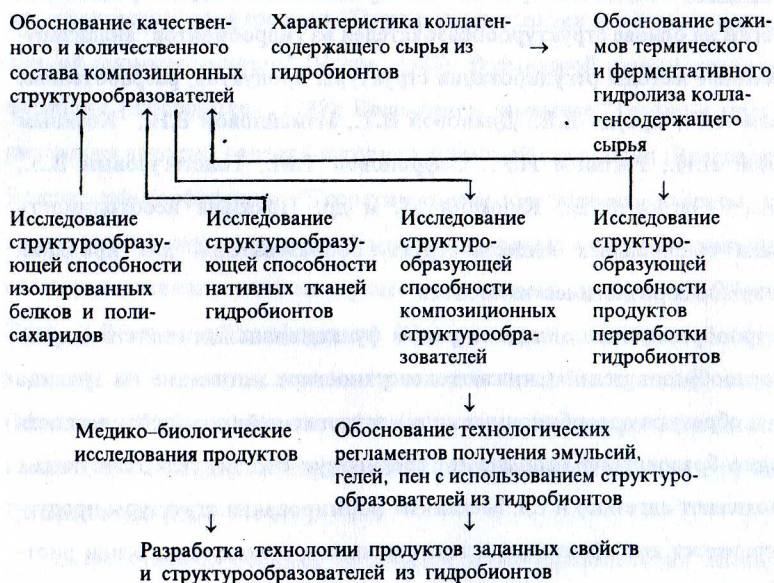 Обоснование качествен-
ного и количественного
состава композиционных
структурообразователей
Характеристика коллаген-
содержащего сырья из
гидробионтов
Обоснование режи-
мов термического
и ферментативного
гидролиза колла-
генсодержащего
сырья
Исследование
структурообразу-
ющей способности
изолированных
белков и поли-
сахаридов
Исследование
структурообразу-
ющей способности
нативных тканей
гидробионтов
Исследование
структуро-
образующей
способности
композиционных
структурообра-
зователей
Исследование
структуро-
образующей
способности
продуктов
переработки
гидробионтов
Медико-биологические
исследования продуктов
Обоснование технологических
регламентов получения эмульсий,
гелей, пен с использованием структуро-
образователей из гидробионтов
Разработка технологии продуктов заданных свойств
и структурообразователей из гидробионтов